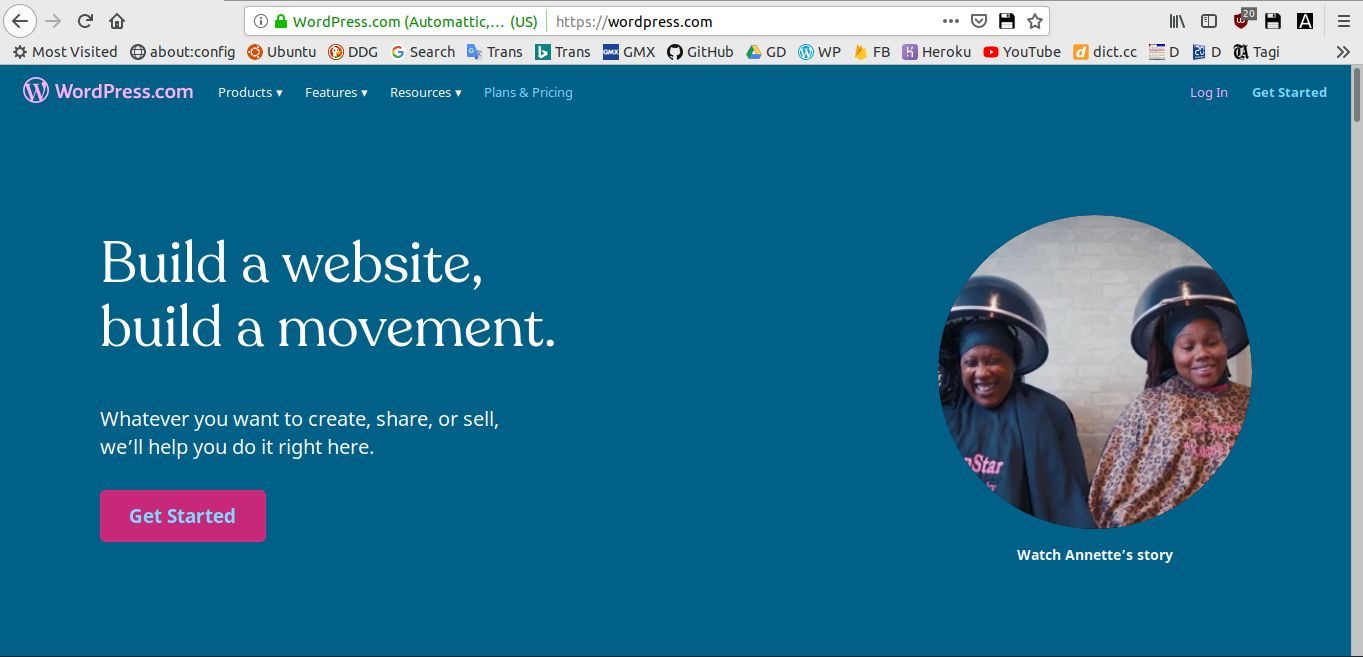 WordPress.com (Automattic,... (US) https://wordpress.com
20
A
Most Visited about:config Ubuntu DDG Search Trans Trans GMX GitHub GD WP FB Heroku YouTube dict.cc D D Tagi
WordPress.com Products ▾ Features ▾ Resources ▾ Plans & Pricing Log In Get Started
Build a website,
build a movement.
Whatever you want to create, share, or sell,
we’ll help you do it right here.
Get Started
Star
Watch Annette’s story